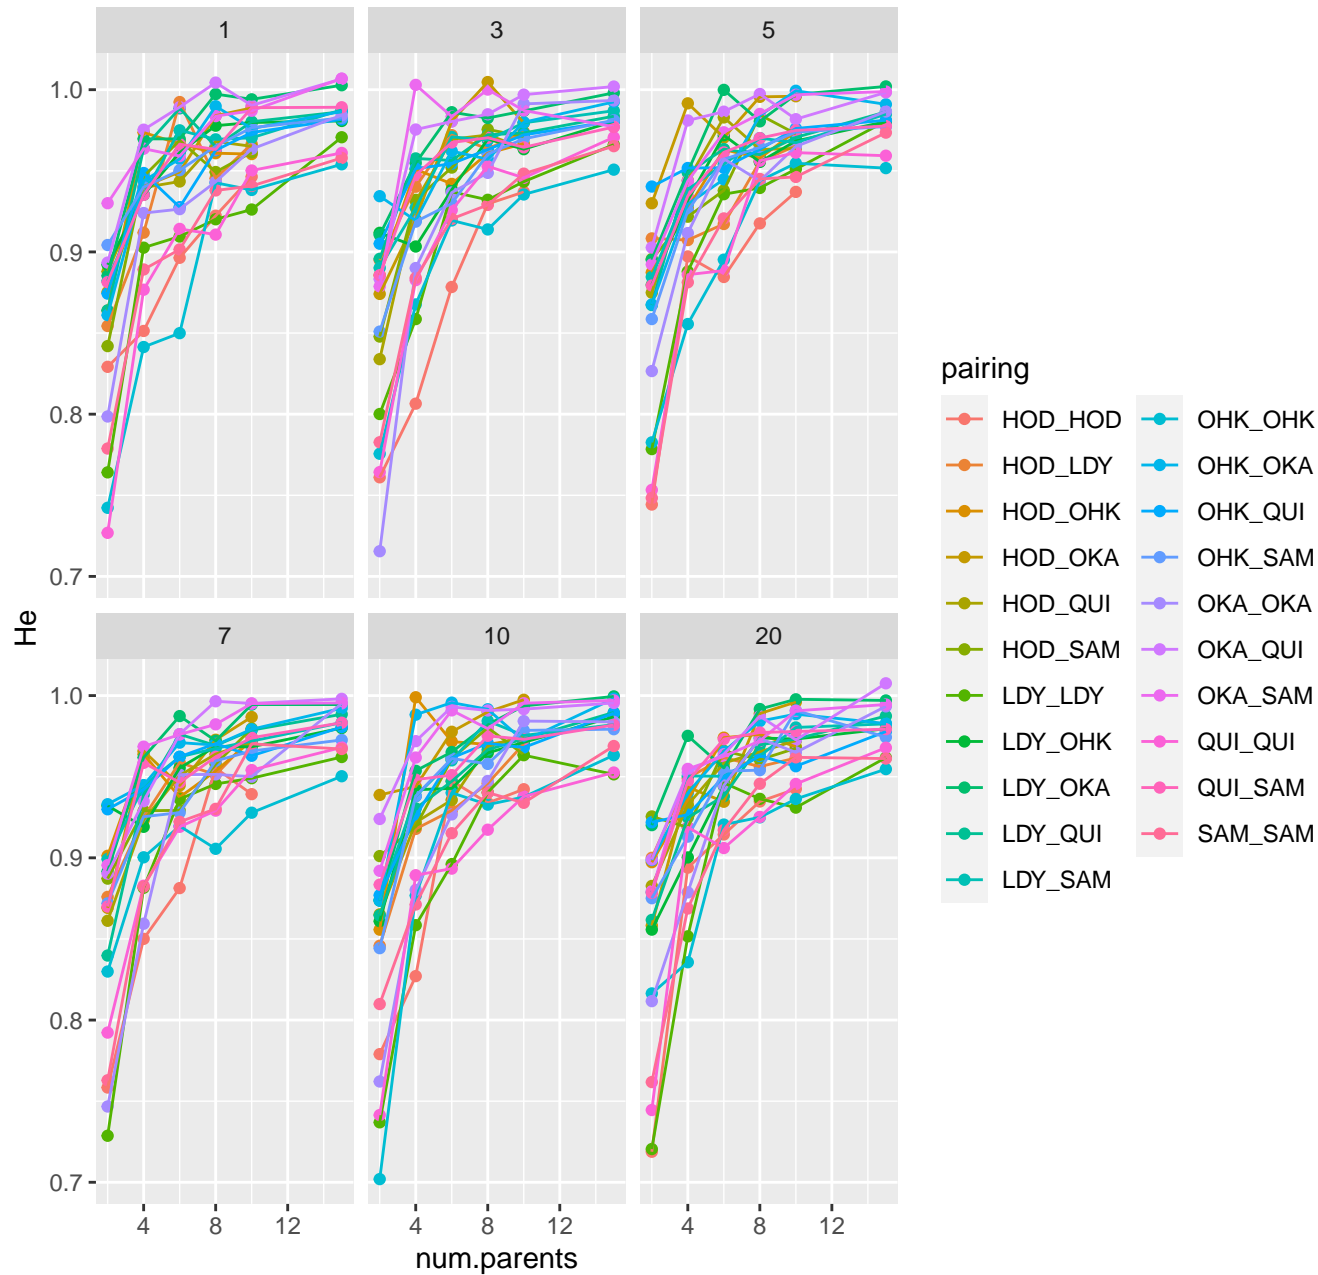 1
3
5
1.0
0.9
0.8
0.7
7
10
20
1.0
0.9
0.8
0.7
4
8
12
4
8
12
4
8
12
He
num.parents
pairing
HOD_HOD
HOD_LDY
HOD_OHK
HOD_OKA
HOD_QUI
HOD_SAM
LDY_LDY
LDY_OHK
LDY_OKA
LDY_QUI
LDY_SAM
OHK_OHK
OHK_OKA
OHK_QUI
OHK_SAM
OKA_OKA
OKA_QUI
OKA_SAM
QUI_QUI
QUI_SAM
SAM_SAM